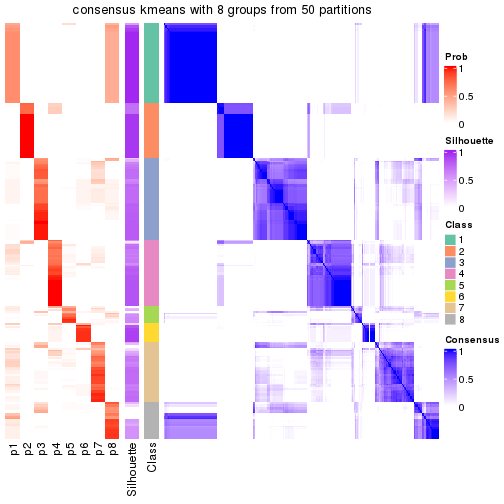 consensus kmeans with 8 groups from 50 partitions
Prob
1
0.5
0
Silhouette
1
0.5
0
Class
1
2
3
4
5
6
7
8
Consensus
1
0.5
0
p1
p2
p3
p4
p5
p6
p7
p8
Silhouette
Class